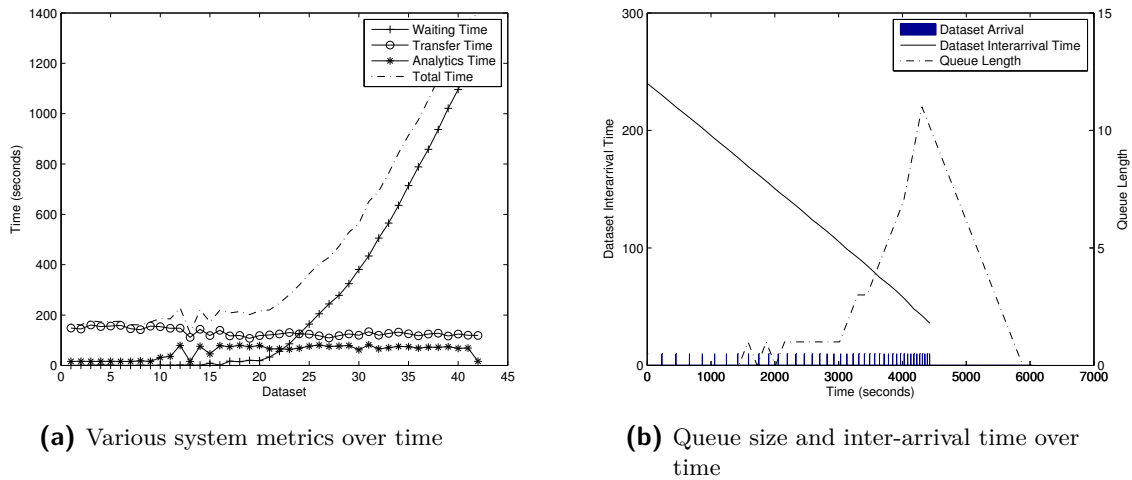 1400
1200
1000
800
600
400
200
0
Time (seconds)
0 5 10 15 20 25 30 35 40 45
Dataset
Waiting Time
Transfer Time
Analytics Time
Total Time
(a) Various system metrics over time
300
200
100
0
Dataset Interarrival Time
15
10
5
0
Queue Length
0 1000 2000 3000 4000 5000 6000 7000
Time (seconds)
Dataset Arrival
Dataset Interarrival Time
Queue Length
(b) Queue size and inter-arrival time over
time